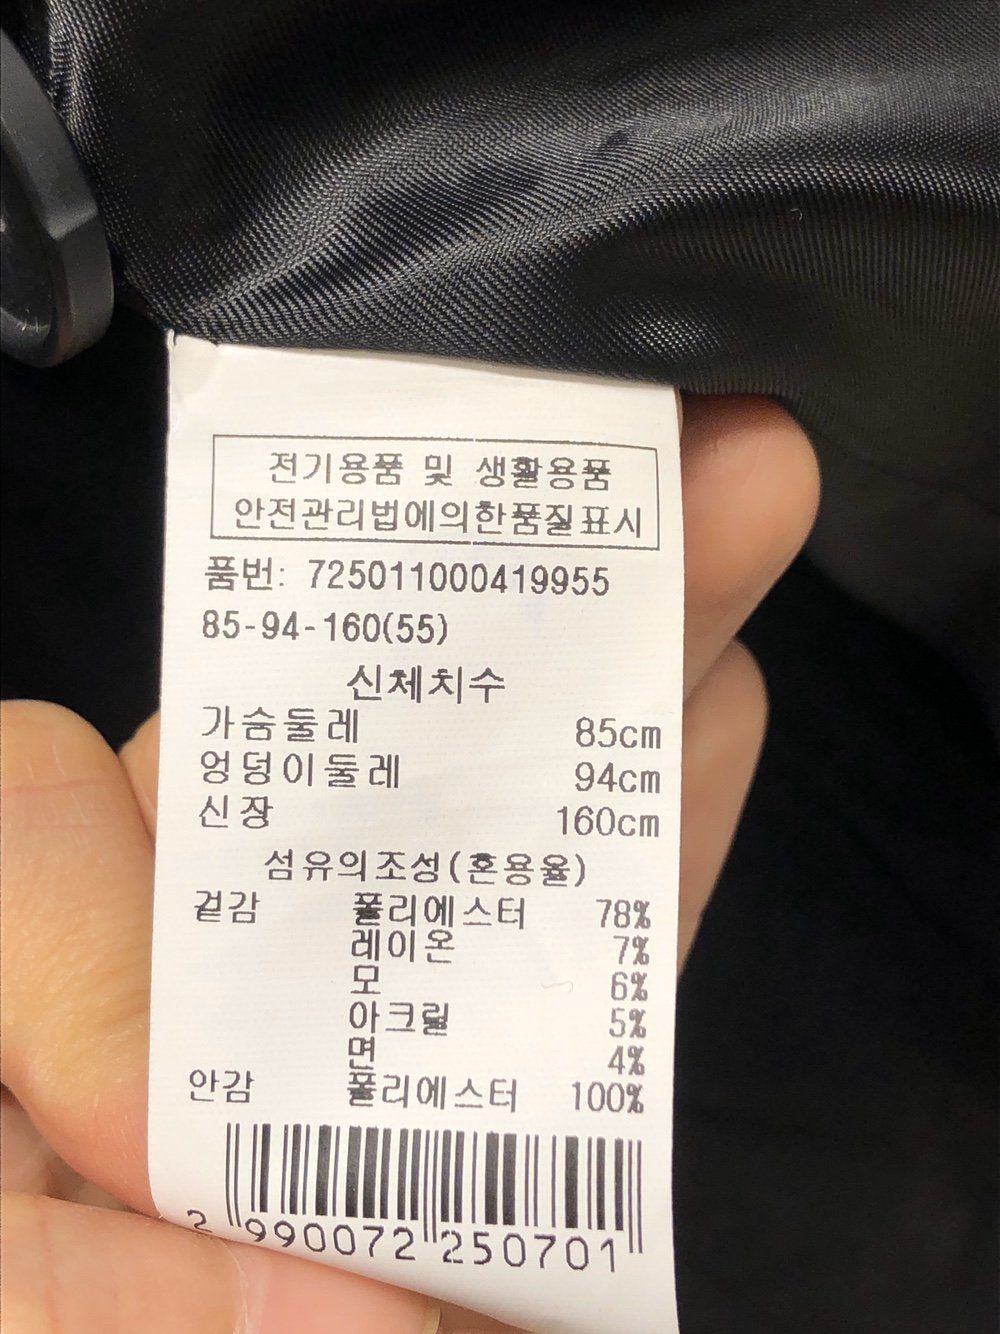 전기용품 및 생활용품
안전관리법에의한품질표시
품번: 725011000419955
85-94-160(55)
신체치수
가슴둘레 85cm
엉덩이둘레 94cm
신장 160cm
섬유의조성(혼용율)
겉감 폴리에스터 78%
레이온 7%
모 6%
아크릴 5%
면 4%
안감 폴리에스터 100%
2 990072 250701